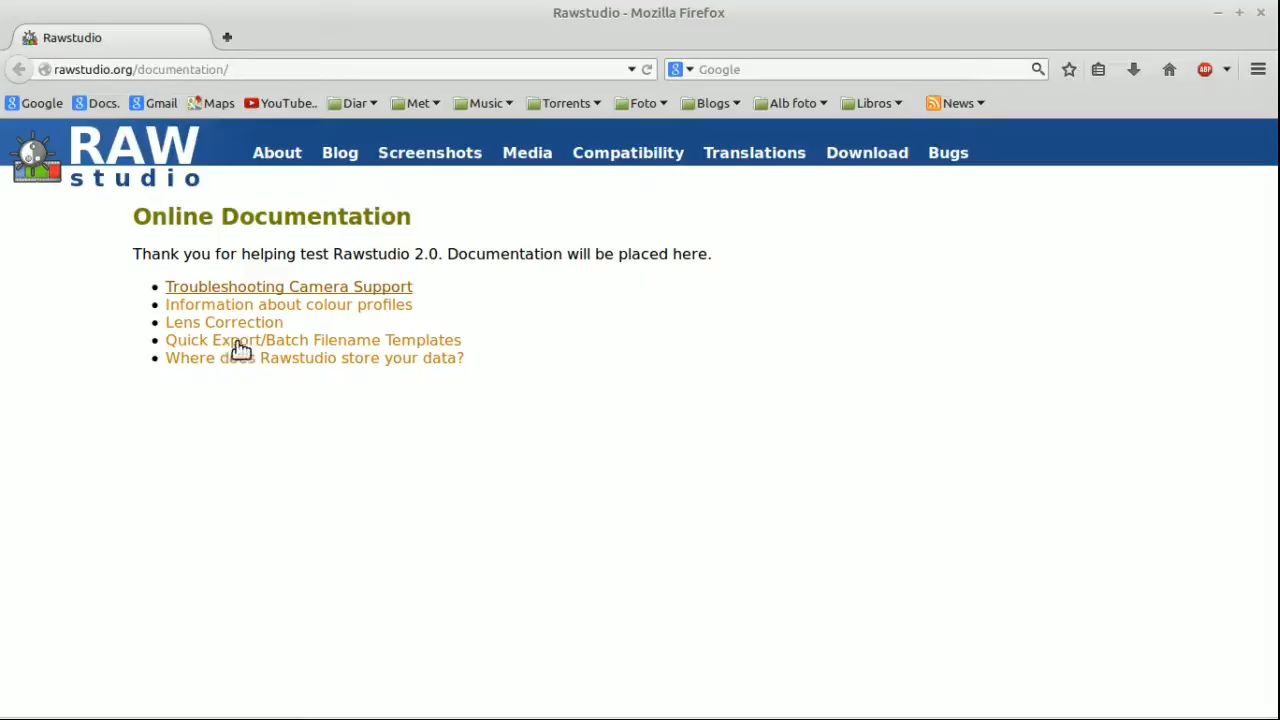 Rawstudio - Mozilla Firefox
Rawstudio
rawstudio.org/documentation/
Google
Google Docs. Gmail Maps YouTube.. Diar Met Music Torrents Foto Blogs Alb foto Libros News
RAW
studio
About Blog Screenshots Media Compatibility Translations Download Bugs
Online Documentation
Thank you for helping test Rawstudio 2.0. Documentation will be placed here.
Troubleshooting Camera Support
Information about colour profiles
Lens Correction
Quick Export/Batch Filename Templates
Where does Rawstudio store your data?